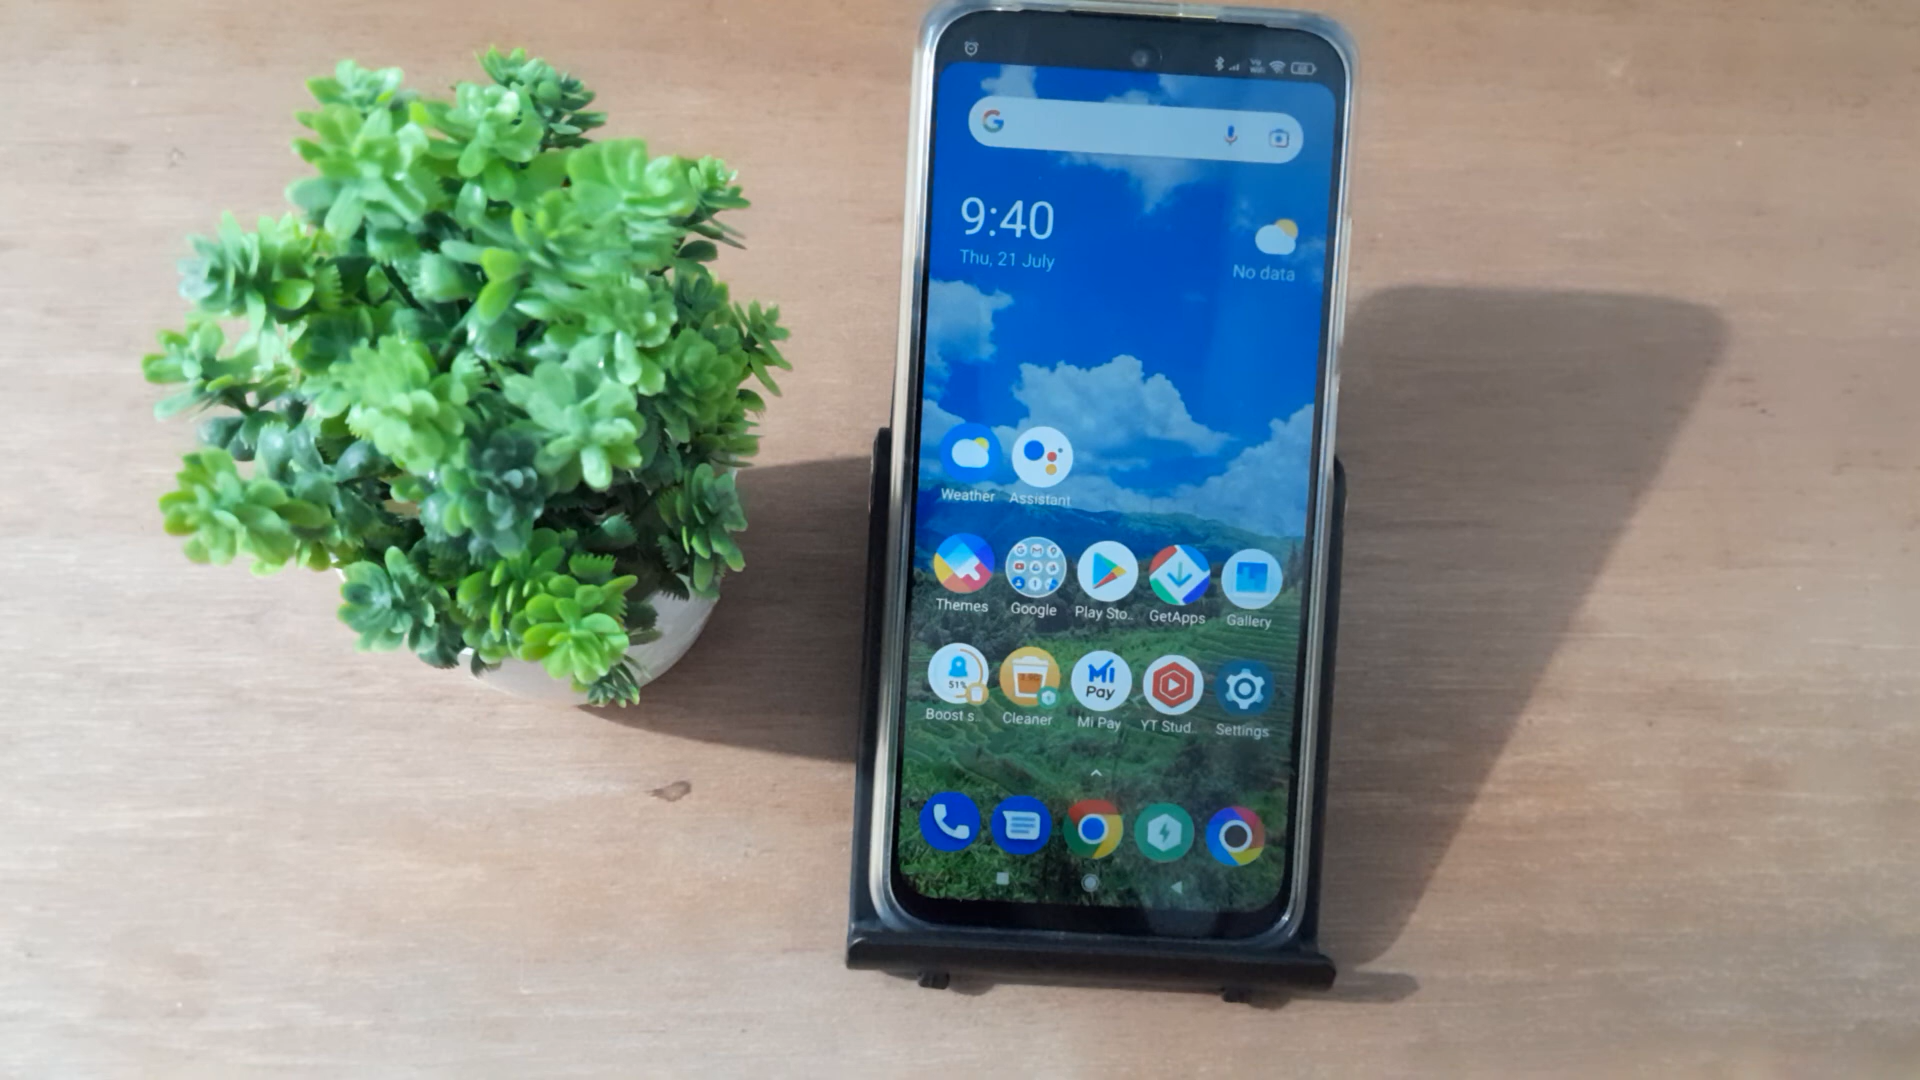 9:40
Thu, 21 July
No data
Weather Assistant
Themes Google Play Sto.. GetApps Gallery
51%
Mi
Pay
Boost s.. Cleaner Mi Pay YT Stud.. Settings